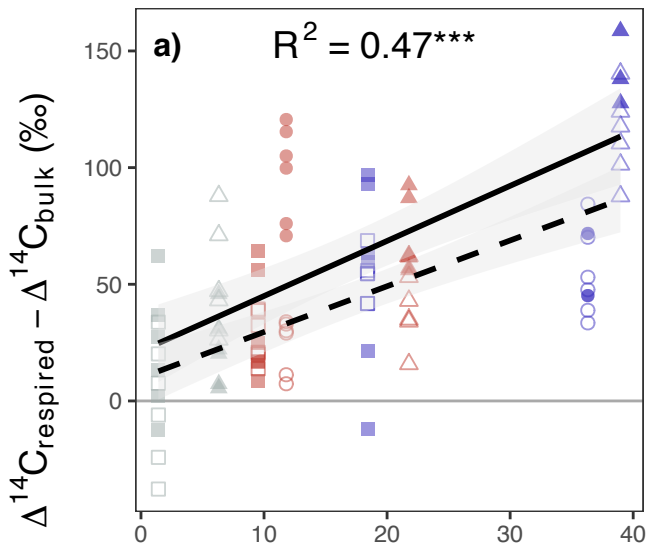 a) R² = 0.47***
Δ¹⁴C_respired − Δ¹⁴C_bulk (‰)
150
100
50
0
0 10 20 30 40